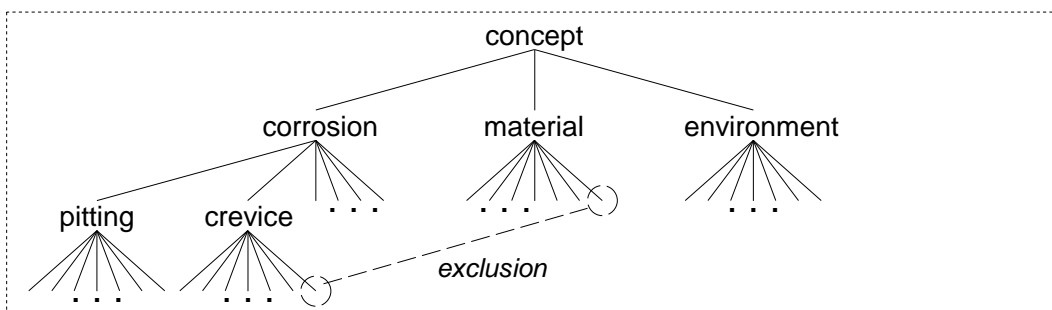 concept
corrosion material environment
. . . . . . . . .
pitting crevice
exclusion
. . . . . .